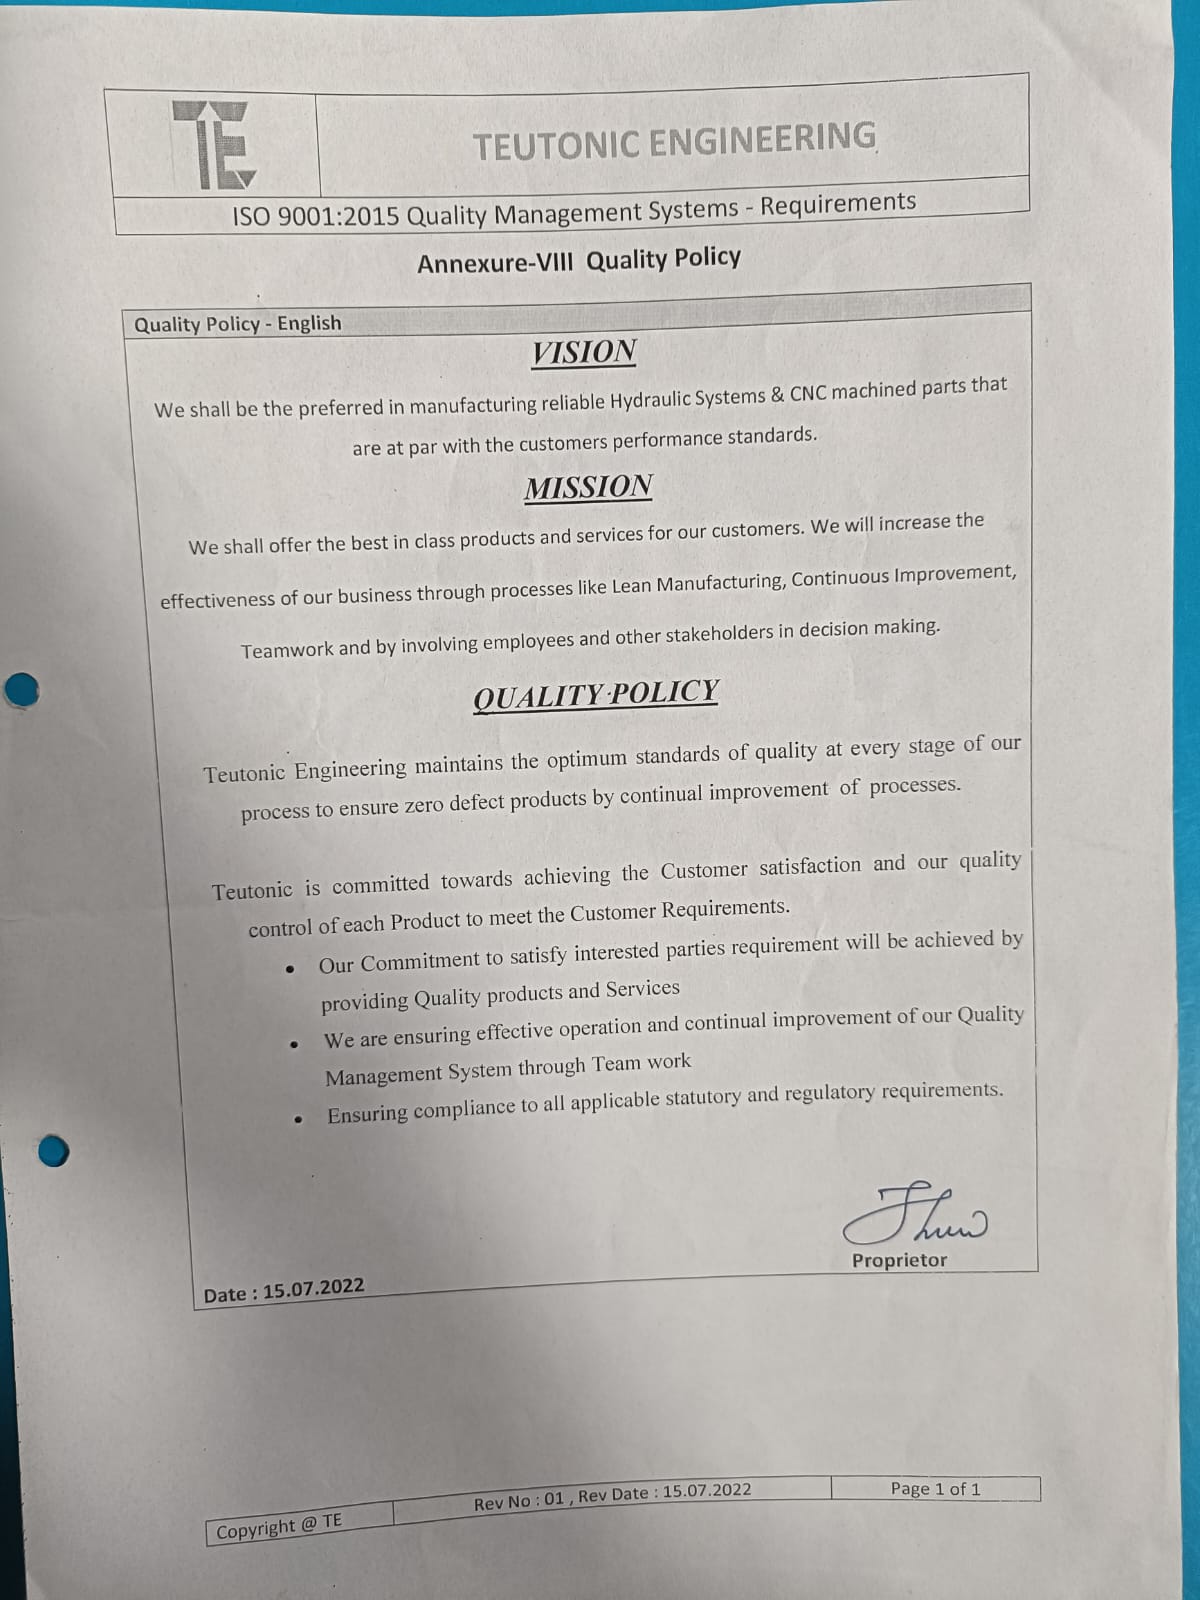 TE
TEUTONIC ENGINEERING
ISO 9001:2015 Quality Management Systems - Requirements
Annexure-VIII Quality Policy
Quality Policy - English
VISION
We shall be the preferred in manufacturing reliable Hydraulic Systems & CNC machined parts that
are at par with the customers performance standards.
MISSION
We shall offer the best in class products and services for our customers. We will increase the
effectiveness of our business through processes like Lean Manufacturing, Continuous Improvement,
Teamwork and by involving employees and other stakeholders in decision making.
QUALITY POLICY
Teutonic Engineering maintains the optimum standards of quality at every stage of our
process to ensure zero defect products by continual improvement of processes.
Teutonic is committed towards achieving the Customer satisfaction and our quality
control of each Product to meet the Customer Requirements.
• Our Commitment to satisfy interested parties requirement will be achieved by
providing Quality products and Services
• We are ensuring effective operation and continual improvement of our Quality
Management System through Team work
• Ensuring compliance to all applicable statutory and regulatory requirements.
Proprietor
Date : 15.07.2022
Copyright @ TE
Rev No : 01 , Rev Date : 15.07.2022
Page 1 of 1